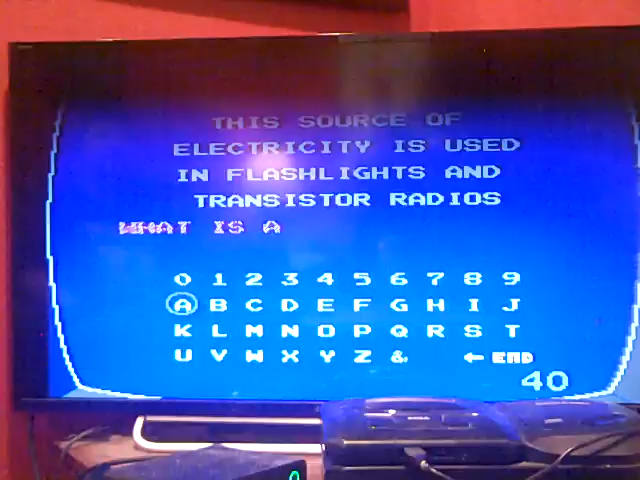 THIS SOURCE OF
ELECTRICITY IS USED
IN FLASHLIGHTS AND
TRANSISTOR RADIOS
WHAT IS A
0 1 2 3 4 5 6 7 8 9
A B C D E F G H I J
K L M N O P Q R S T
U V W X Y Z & ← END
40
0